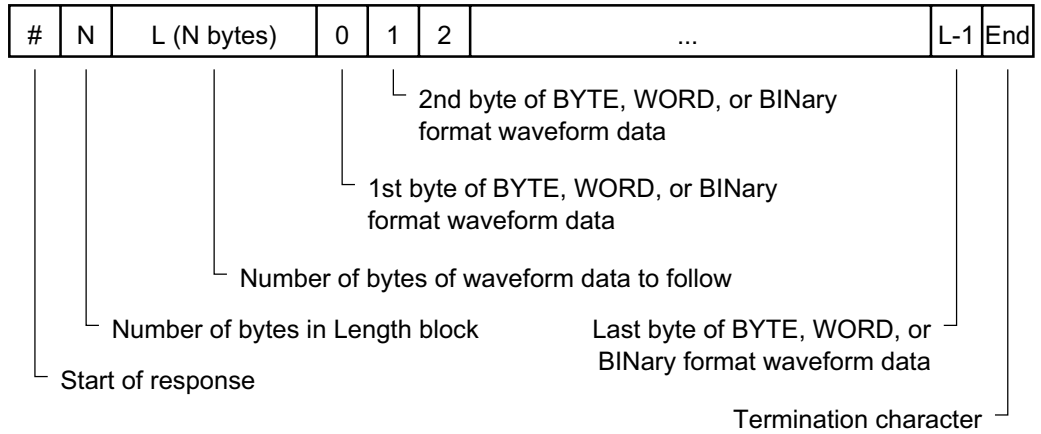 # N L (N bytes) 0 1 2 ... L-1 End
2nd byte of BYTE, WORD, or BINary
format waveform data
1st byte of BYTE, WORD, or BINary
format waveform data
Number of bytes of waveform data to follow
Number of bytes in Length block
Last byte of BYTE, WORD, or
BINary format waveform data
Start of response
Termination character